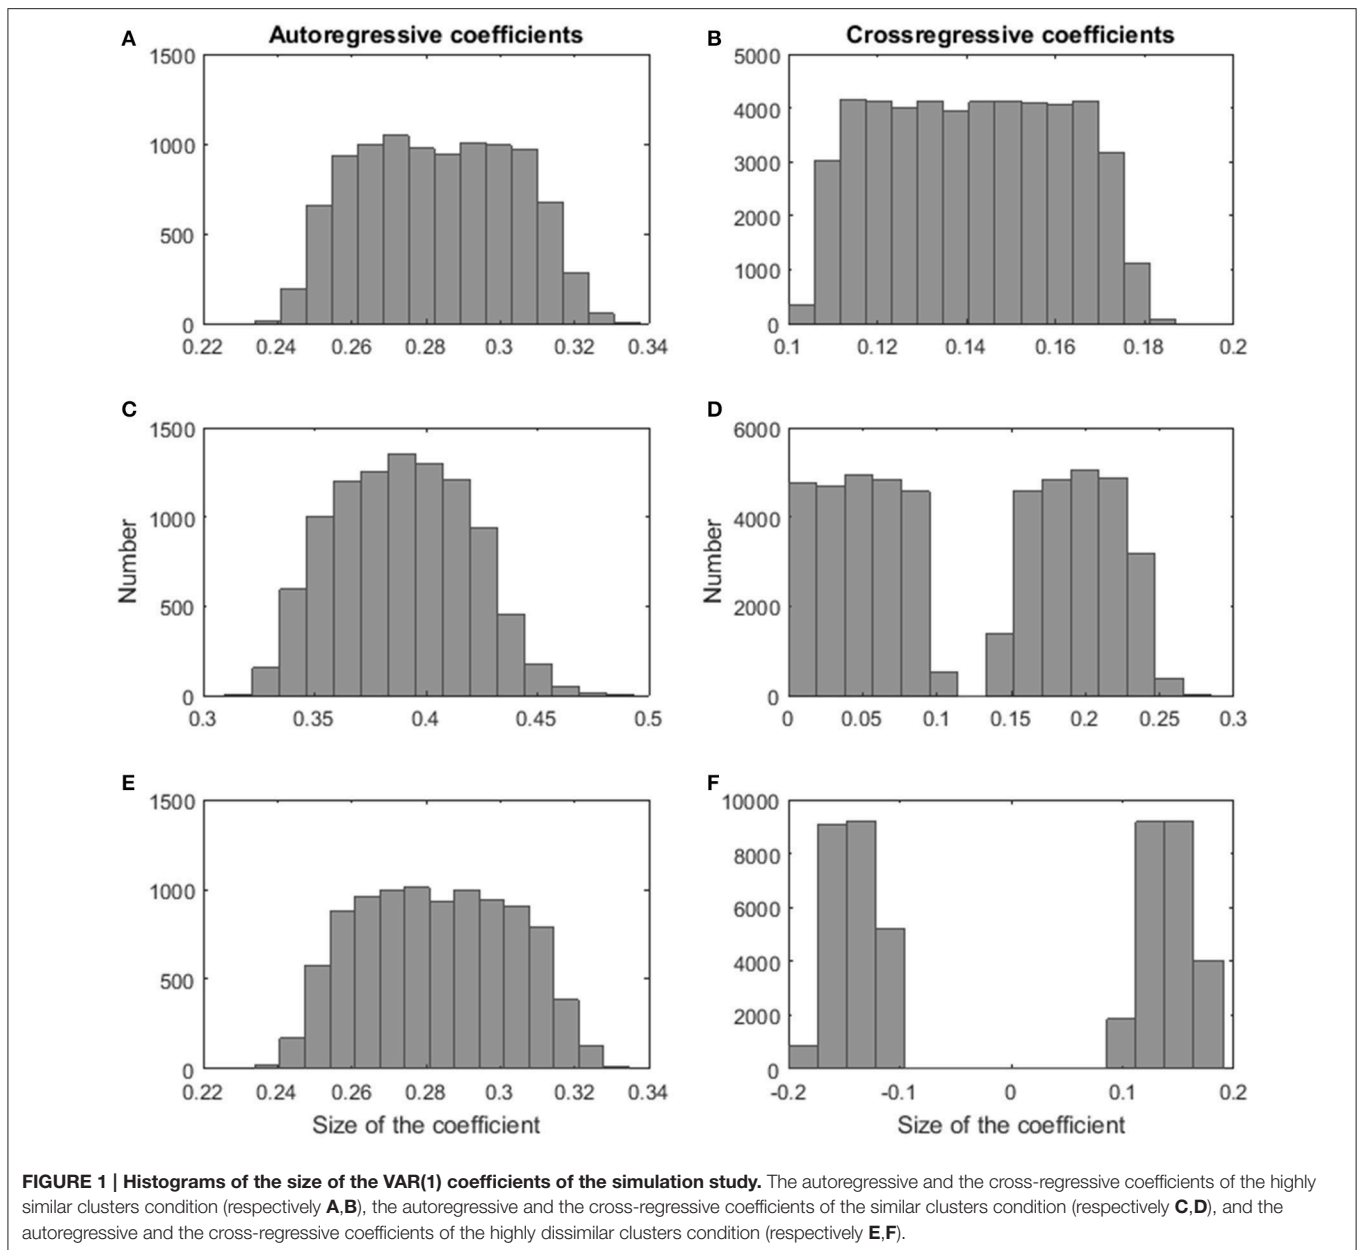 A
Autoregressive coefficients
1500
1000
500
0
0.22 0.24 0.26 0.28 0.3 0.32 0.34
B
Crossregressive coefficients
5000
4000
3000
2000
1000
0
0.1 0.12 0.14 0.16 0.18 0.2
C
1500
1000
500
0
Number
0.3 0.35 0.4 0.45 0.5
D
6000
4000
2000
0
Number
0 0.05 0.1 0.15 0.2 0.25 0.3
E
1500
1000
500
0
0.22 0.24 0.26 0.28 0.3 0.32 0.34
Size of the coefficient
F
10000
8000
6000
4000
2000
0
-0.2 -0.1 0 0.1 0.2
Size of the coefficient
FIGURE 1 | Histograms of the size of the VAR(1) coefficients of the simulation study. The autoregressive and the cross-regressive coefficients of the highly
similar clusters condition (respectively A,B), the autoregressive and the cross-regressive coefficients of the similar clusters condition (respectively C,D), and the
autoregressive and the cross-regressive coefficients of the highly dissimilar clusters condition (respectively E,F).